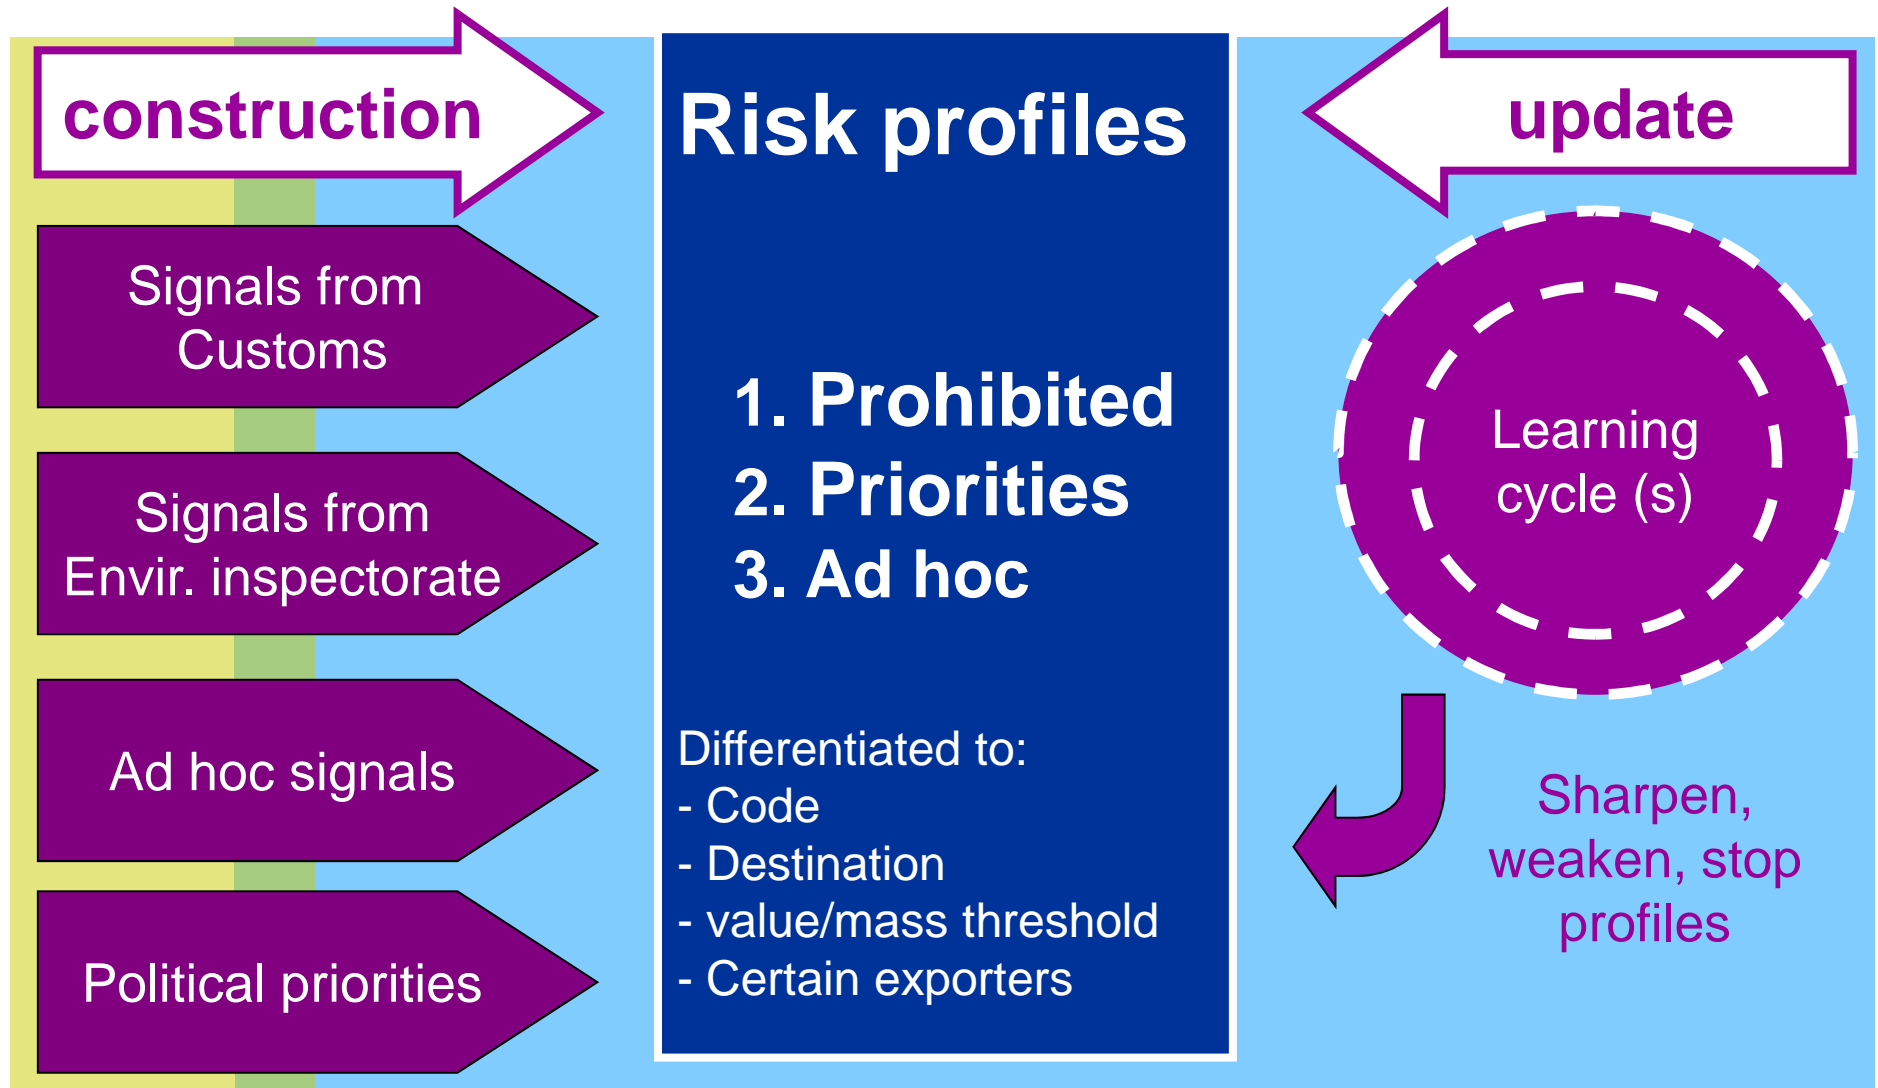 construction
Signals from
Customs
Signals from
Envir. inspectorate
Ad hoc signals
Political priorities
Risk profiles
1. Prohibited
2. Priorities
3. Ad hoc
Differentiated to:
- Code
- Destination
- value/mass threshold
- Certain exporters
update
Learning
cycle (s)
Sharpen,
weaken, stop
profiles